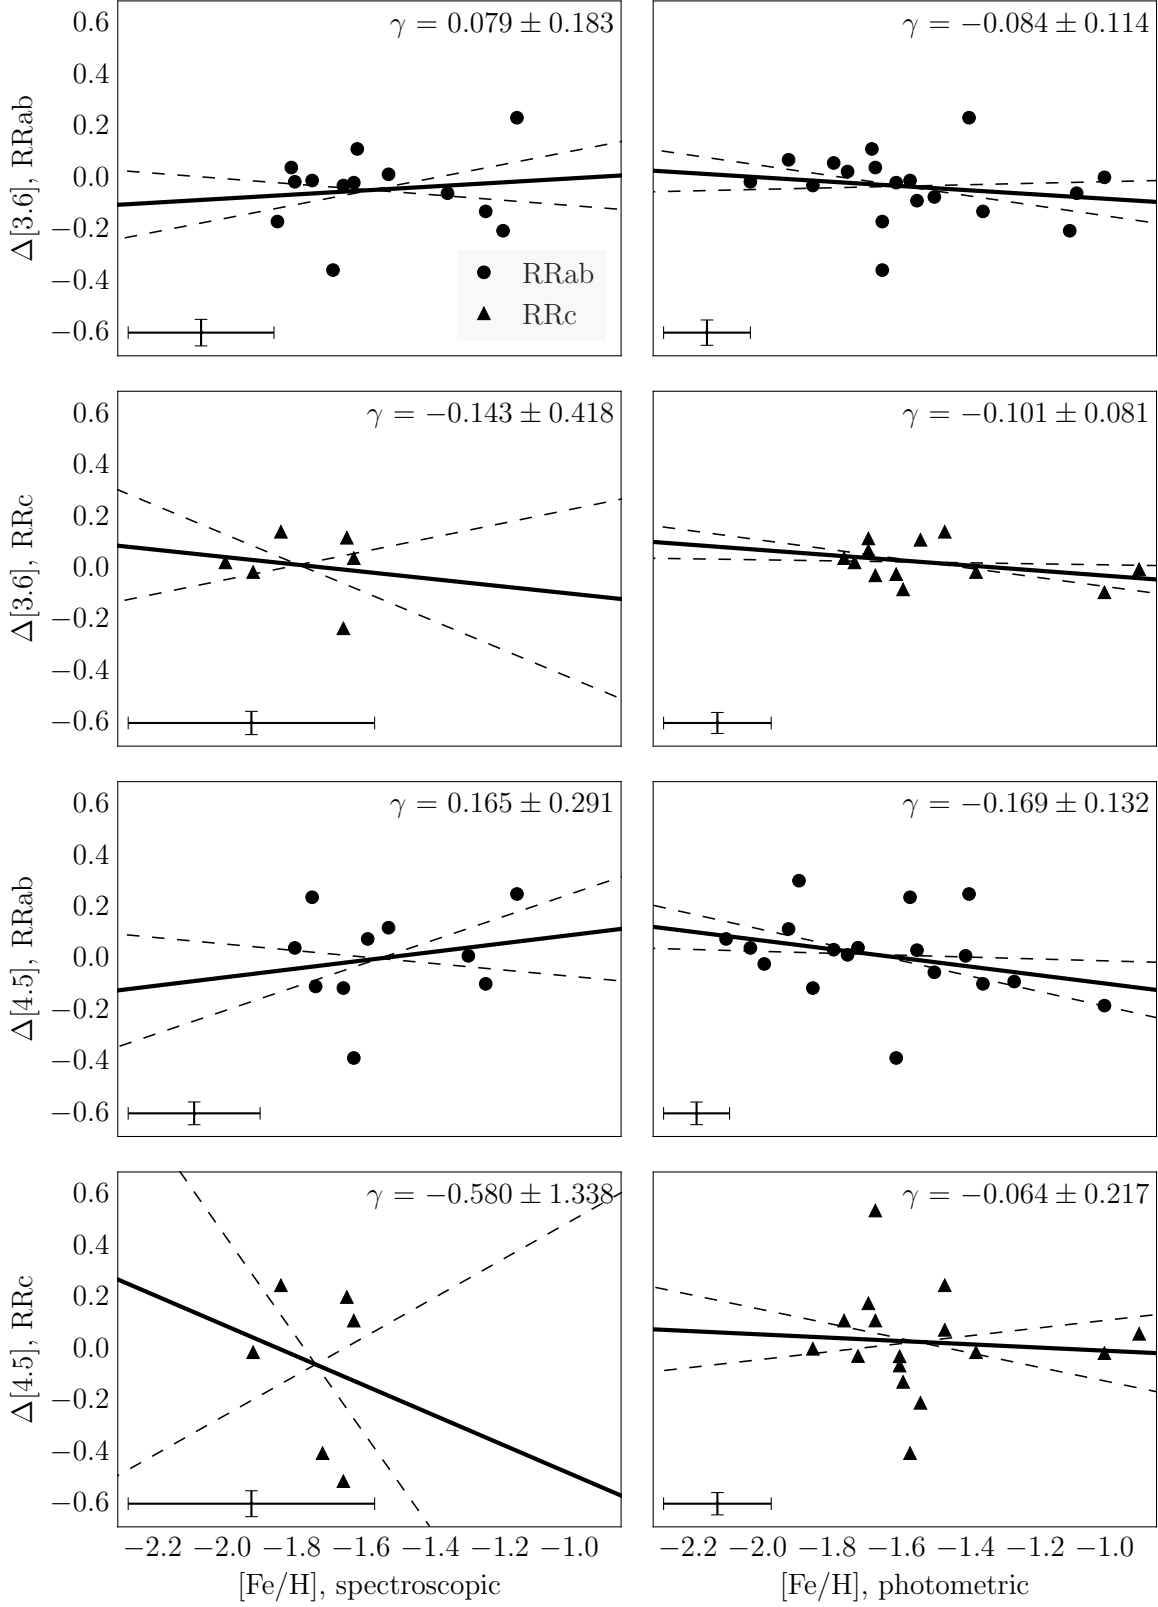 γ = 0.079 ± 0.183
γ = −0.084 ± 0.114
0.6
0.4
0.2
0.0
−0.2
−0.4
−0.6
Δ[3.6], RRab
RRab
RRc
γ = −0.143 ± 0.418
γ = −0.101 ± 0.081
0.6
0.4
0.2
0.0
−0.2
−0.4
−0.6
Δ[3.6], RRc
γ = 0.165 ± 0.291
γ = −0.169 ± 0.132
0.6
0.4
0.2
0.0
−0.2
−0.4
−0.6
Δ[4.5], RRab
γ = −0.580 ± 1.338
γ = −0.064 ± 0.217
0.6
0.4
0.2
0.0
−0.2
−0.4
−0.6
Δ[4.5], RRc
−2.2 −2.0 −1.8 −1.6 −1.4 −1.2 −1.0
−2.2 −2.0 −1.8 −1.6 −1.4 −1.2 −1.0
[Fe/H], spectroscopic
[Fe/H], photometric